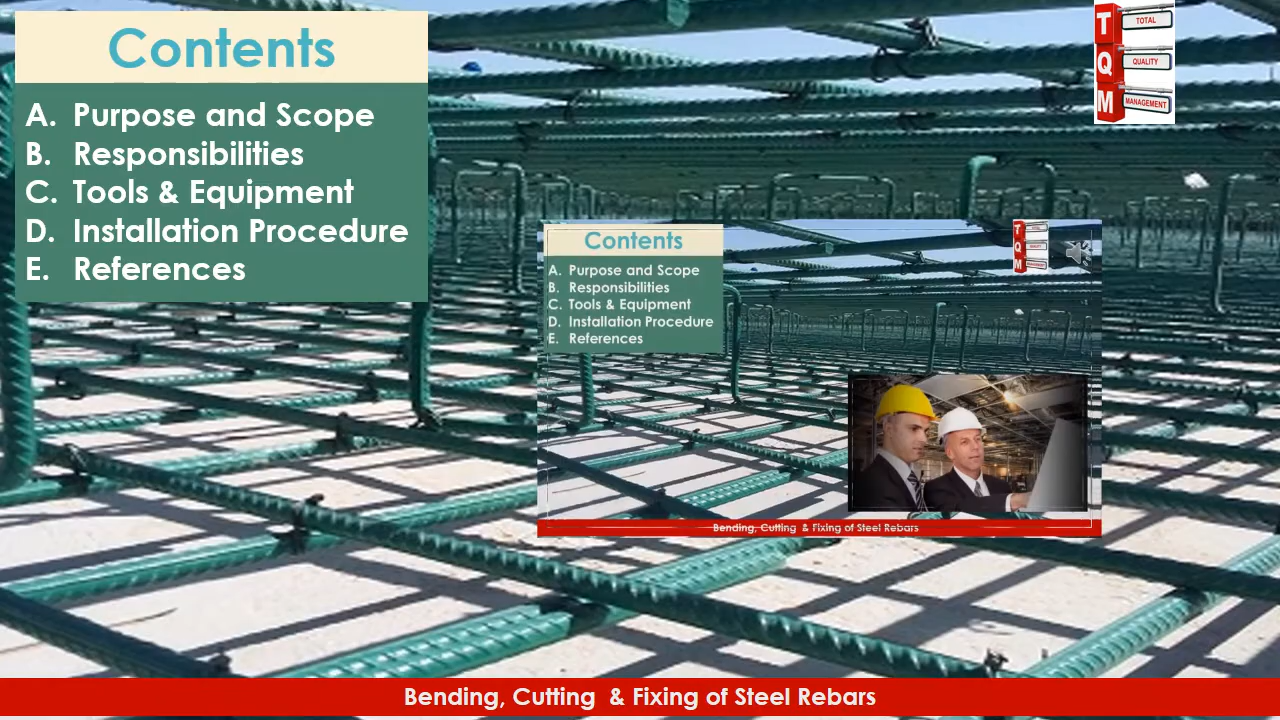 Contents
A. Purpose and Scope
B. Responsibilities
C. Tools & Equipment
D. Installation Procedure
E. References
T TOTAL
Q QUALITY
M MANAGEMENT
Contents
A. Purpose and Scope
B. Responsibilities
C. Tools & Equipment
D. Installation Procedure
E. References
T
Q
M
Bending, Cutting & Fixing of Steel Rebars
Bending, Cutting & Fixing of Steel Rebars